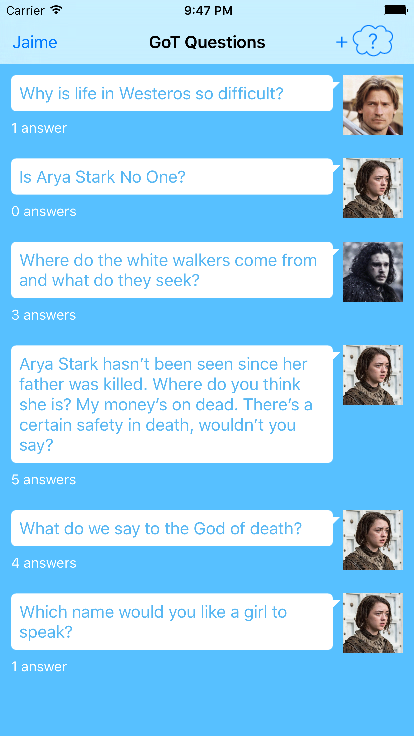 Carrier 9:47 PM
Jaime GoT Questions + ?
Why is life in Westeros so difficult?
1 answer
Is Arya Stark No One?
0 answers
Where do the white walkers come from
and what do they seek?
3 answers
Arya Stark hasn’t been seen since her
father was killed. Where do you think
she is? My money’s on dead. There’s a
certain safety in death, wouldn’t you
say?
5 answers
What do we say to the God of death?
4 answers
Which name would you like a girl to
speak?
1 answer